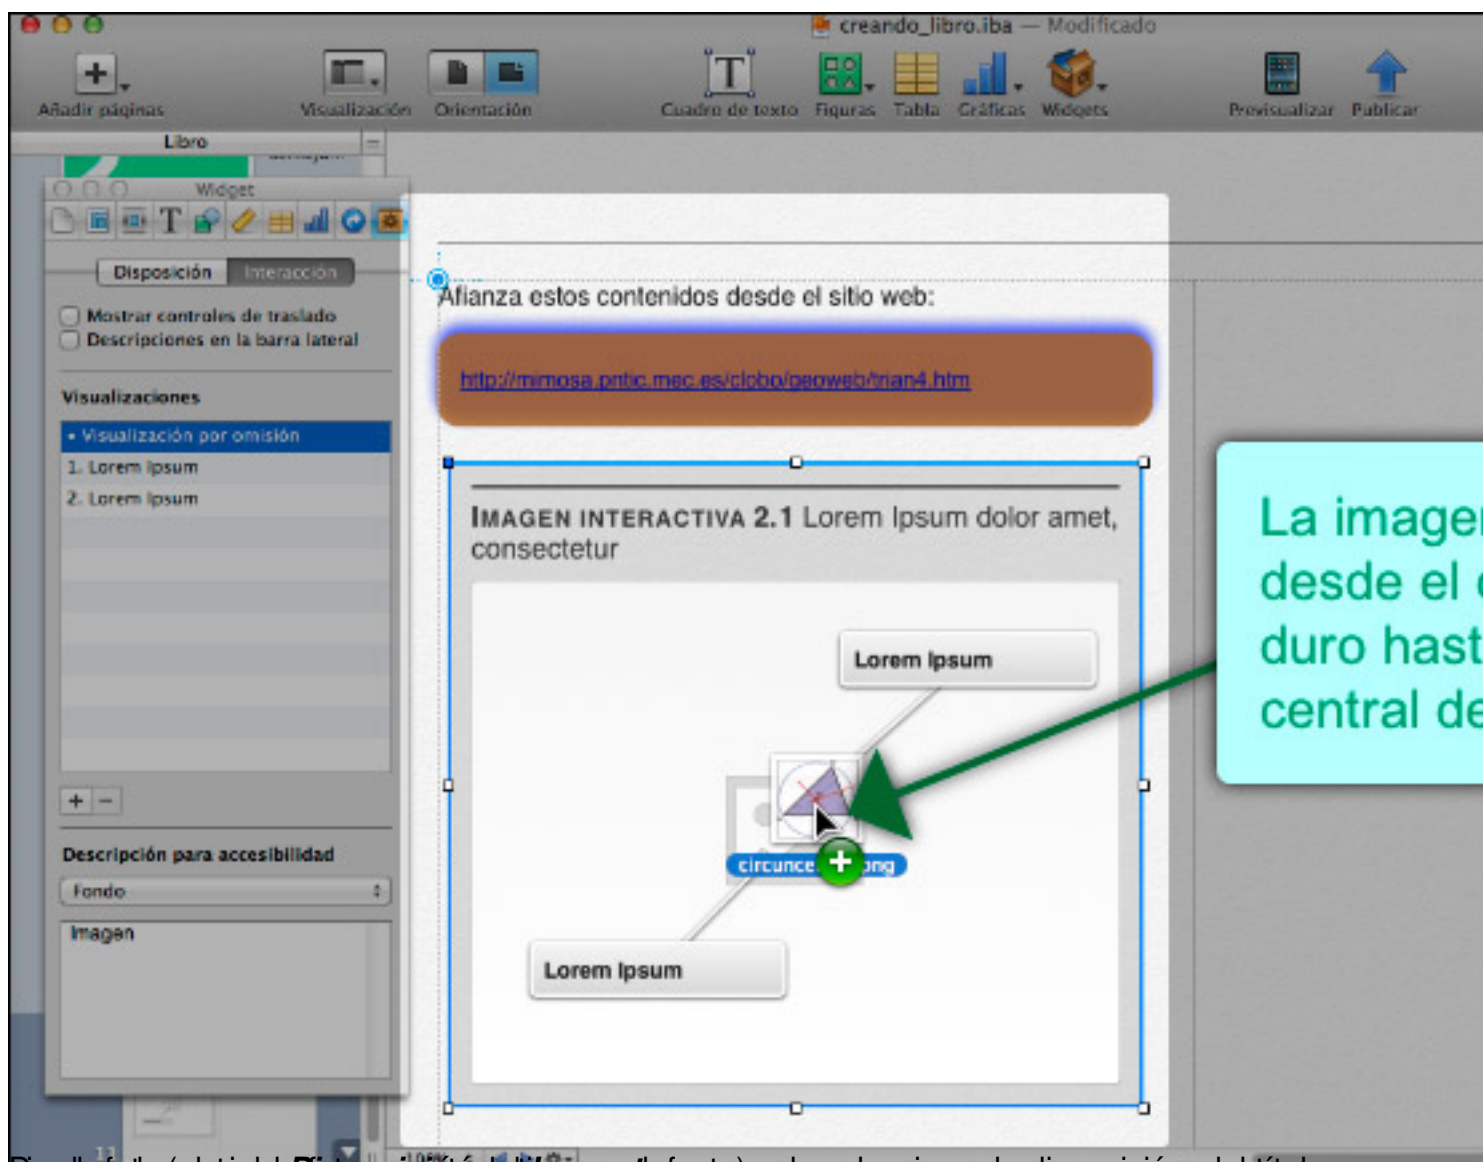 creando_libro.iba — Modificado
Añadir páginas
Visualización
Orientación
Cuadro de texto
Figuras
Tabla
Gráficas
Widgets
Previsualizar
Publicar
Libro
Widget
Disposición
Interacción
Mostrar controles de traslado
Descripciones en la barra lateral
Visualizaciones
• Visualización por omisión
1. Lorem Ipsum
2. Lorem Ipsum
+ −
Descripción para accesibilidad
Fondo
Imagen
Afianza estos contenidos desde el sitio web:
http://mimosa.pntic.mec.es/clobo/geoweb/trian4.htm
IMAGEN INTERACTIVA 2.1 Lorem Ipsum dolor amet,
consectetur
Lorem Ipsum
Lorem Ipsum
La imagen
desde el
duro
central
13